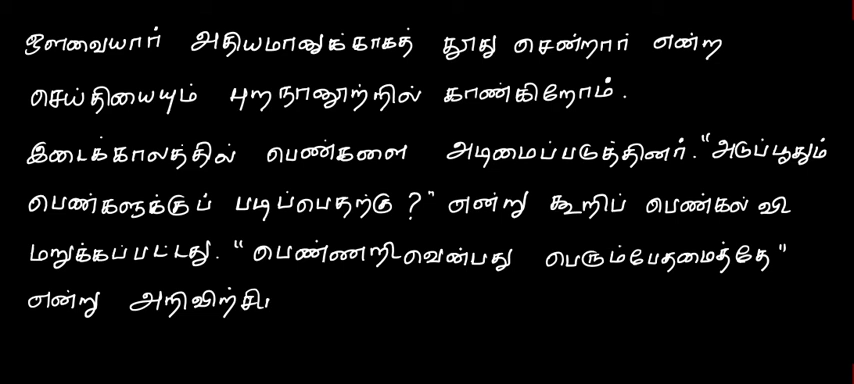 ஔவையார் அதியமானுக்காகத் தூது சென்றார் என்ற
செய்தியையும் புறநானூற்றில் காண்கிறோம்.
இடைக்காலத்தில் பெண்களை அடிமைப்படுத்தினர். "அடுப்பூதும்
பெண்களுக்குப் படிப்பெதற்கு?" என்று கூறிப் பெண்கல்வி
மறுக்கப்பட்டது. "பெண்ணறிவென்பது பெரும்பேதமைத்தே"
என்று